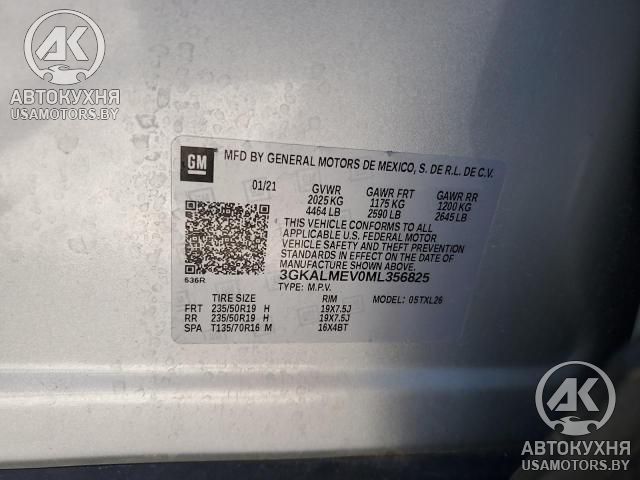 AK
АВТОКУХНЯ
USAMOTORS.BY
GM
MFD BY GENERAL MOTORS DE MEXICO, S. DE R.L. DE C.V.
01/21 GVWR GAWR FRT GAWR RR
2025 KG 1175 KG 1200 KG
4464 LB 2590 LB 2645 LB
THIS VEHICLE CONFORMS TO ALL
APPLICABLE U.S. FEDERAL MOTOR
VEHICLE SAFETY AND THEFT PREVENTION
STANDARDS IN EFFECT ON THE DATE OF
MANUFACTURE SHOWN ABOVE.
636R 3GKALMEV0ML356825
TYPE: M.P.V. MODEL: 05TXL26
TIRE SIZE RIM
FRT 235/50R19 H 19X7.5J
RR 235/50R19 H 19X7.5J
SPA T135/70R16 M 16X4BT
AK
АВТОКУХНЯ
USAMOTORS.BY